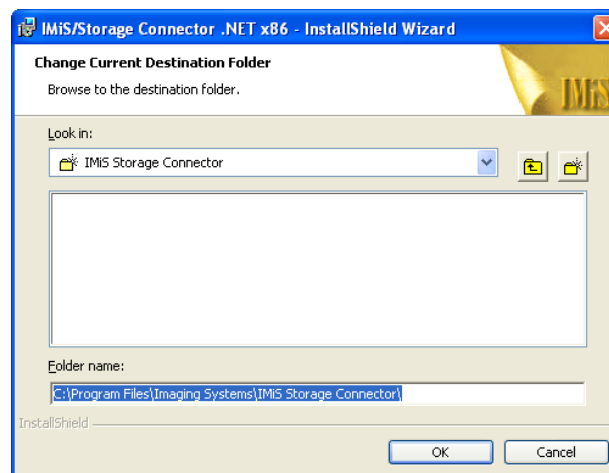 IMiS/Storage Connector .NET x86 - InstallShield Wizard
Change Current Destination Folder
Browse to the destination folder.
IMiS
Look in:
IMiS Storage Connector
Folder name:
C:\Program Files\Imaging Systems\IMiS Storage Connector\
InstallShield
OK Cancel